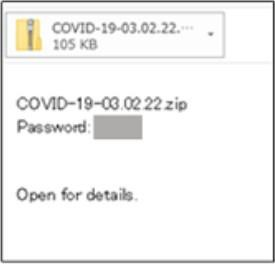 COVID-19-03.02.22.…
105 KB
COVID-19-03.02.22.zip
Password:
Open for details.